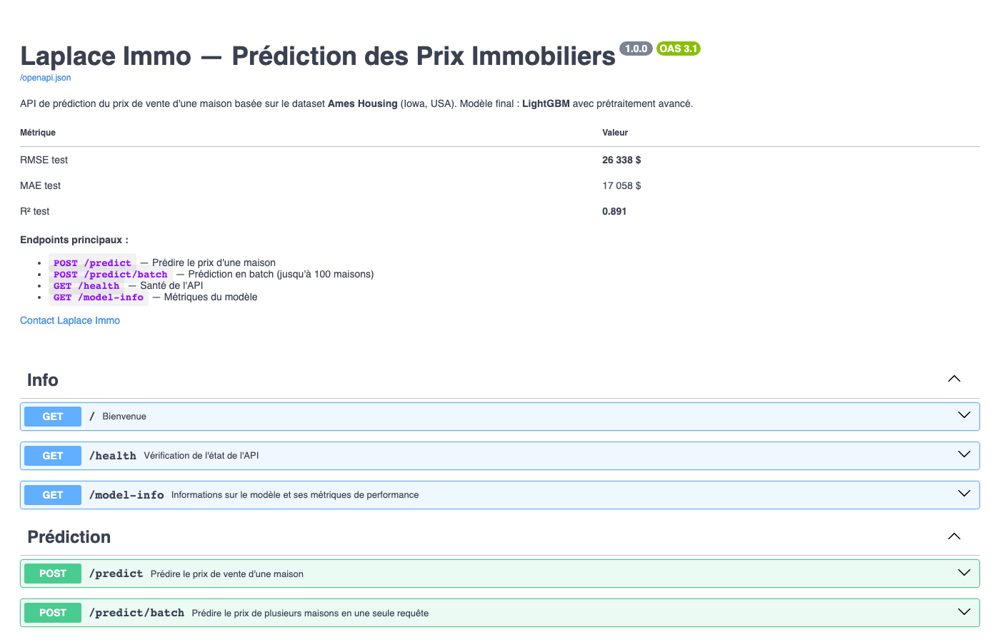 Laplace Immo — Prédiction des Prix Immobiliers 1.0.0 OAS 3.1
/openapi.json
API de prédiction du prix de vente d'une maison basée sur le dataset Ames Housing (Iowa, USA). Modèle final : LightGBM avec prétraitement avancé.
Métrique Valeur
RMSE test 26 338 $
MAE test 17 058 $
R² test 0.891
Endpoints principaux :
• POST /predict — Prédire le prix d'une maison
• POST /predict/batch — Prédiction en batch (jusqu'à 100 maisons)
• GET /health — Santé de l'API
• GET /model-info — Métriques du modèle
Contact Laplace Immo
Info
GET / Bienvenue
GET /health Vérification de l'état de l'API
GET /model-info Informations sur le modèle et ses métriques de performance
Prédiction
POST /predict Prédire le prix de vente d'une maison
POST /predict/batch Prédire le prix de plusieurs maisons en une seule requête